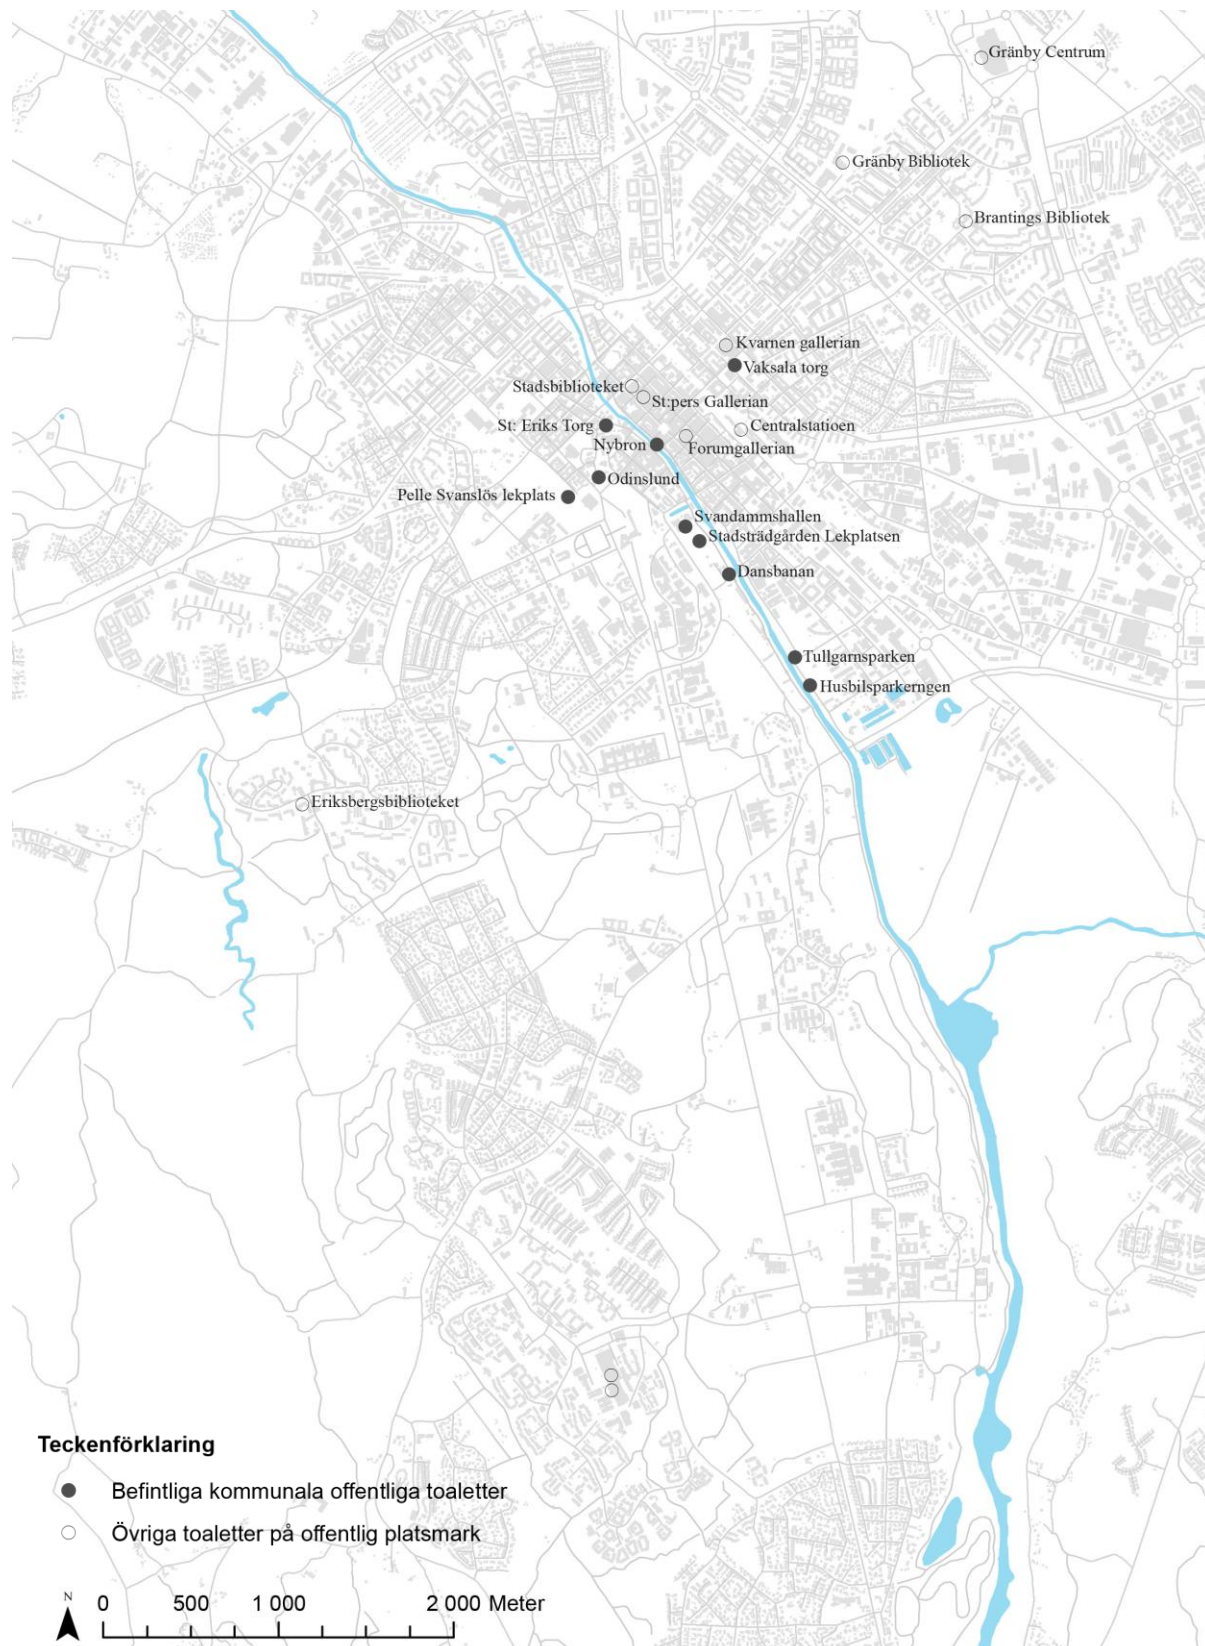 Gränby Centrum
Gränby Bibliotek
Brantings Bibliotek
Kvarnen gallerian
Vaksala torg
Stadsbiblioteket
St:pers Gallerian
St: Eriks Torg
Centralstatioen
Nybron
Forumgallerian
Odinslund
Pelle Svanslös lekplats
Svandammshallen
Stadsträdgården Lekplatsen
Dansbanan
Tullgarnsparken
Husbilsparkerngen
Eriksbergsbiblioteket
Teckenförklaring
Befintliga kommunala offentliga toaletter
Övriga toaletter på offentlig platsmark
N
0 500 1 000 2 000 Meter